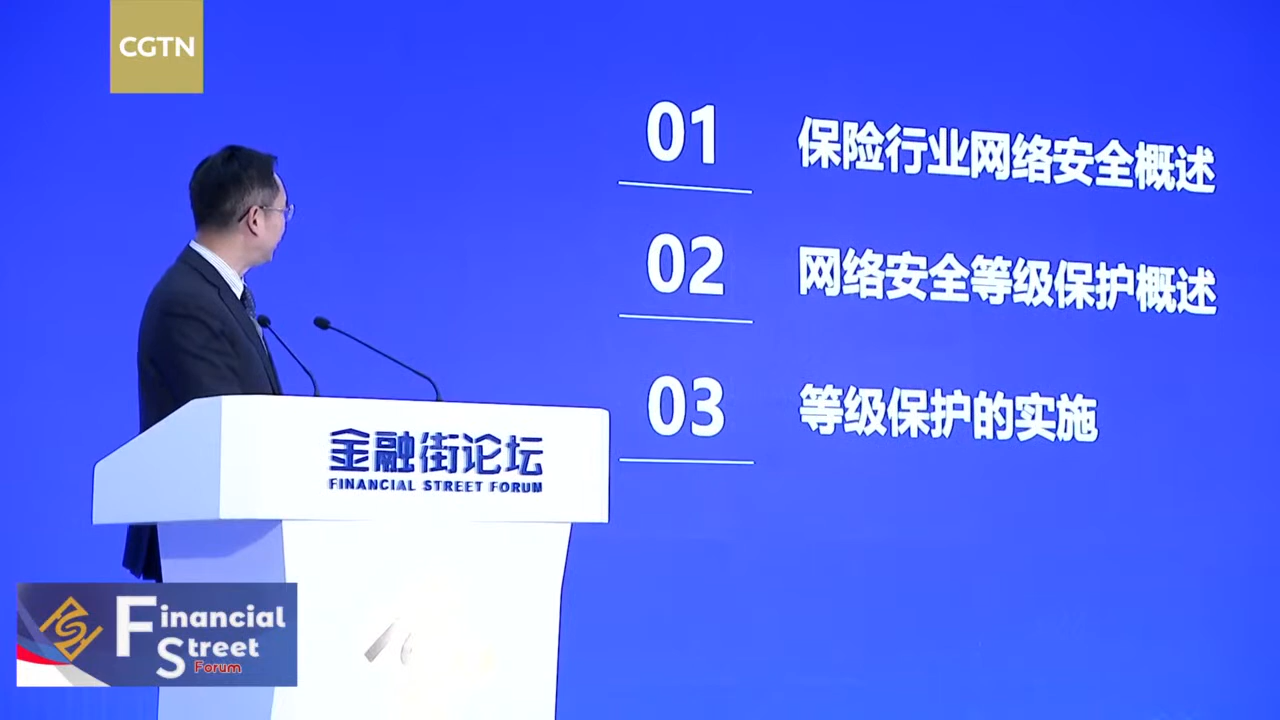 CGTN
01 保险行业网络安全概述
02 网络安全等级保护概述
03 等级保护的实施
金融街论坛
FINANCIAL STREET FORUM
Financial
Street
Forum